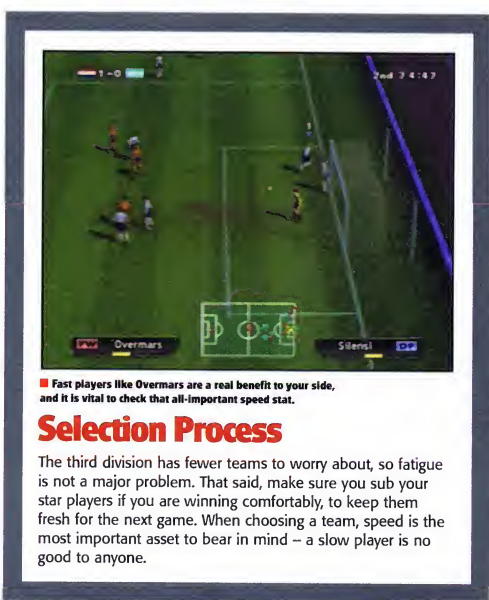 1-0
2nd 24:47
FW Overmars
Silensi DF
Fast players like Overmars are a real benefit to your side,
and it is vital to check that all-important speed stat.
Selection Process
The third division has fewer teams to worry about, so fatigue
is not a major problem. That said, make sure you sub your
star players if you are winning comfortably, to keep them
fresh for the next game. When choosing a team, speed is the
most important asset to bear in mind – a slow player is no
good to anyone.